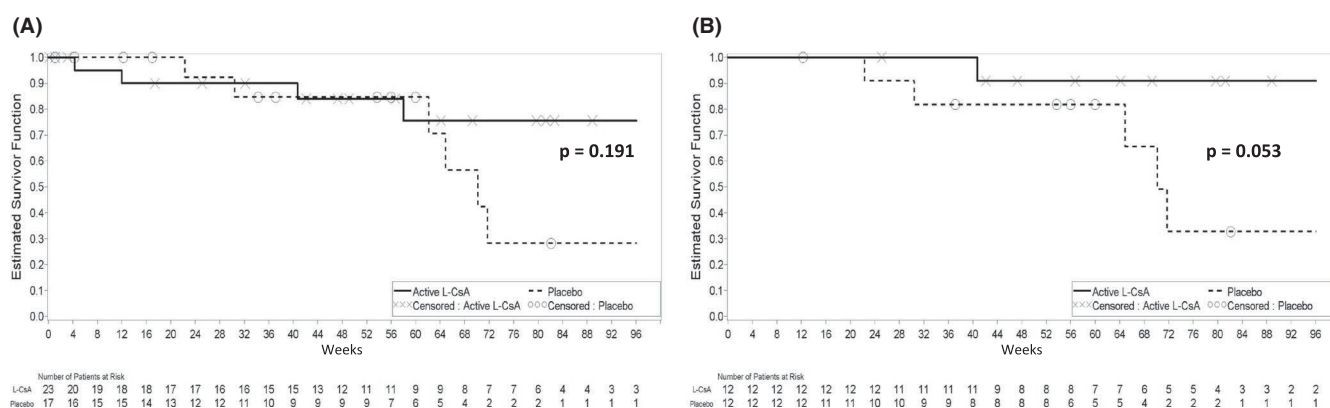 (A)
Estimated Survivor Function
1.0
0.9
0.8
0.7
0.6
0.5
0.4
0.3
0.2
0.1
0.0
p = 0.191
Active L-CsA Placebo
Censored : Active L-CsA Censored : Placebo
0 4 8 12 16 20 24 28 32 36 40 44 48 52 56 60 64 68 72 76 80 84 88 92 96
Weeks
Number of Patients at Risk
L-CsA 23 20 19 18 18 17 17 16 16 15 15 13 12 11 11 9 9 8 7 7 6 4 4 3 3
Placebo 17 16 15 15 14 13 12 12 11 10 9 9 9 9 7 6 5 4 2 2 2 1 1 1 1
(B)
Estimated Survivor Function
1.0
0.9
0.8
0.7
0.6
0.5
0.4
0.3
0.2
0.1
0.0
p = 0.053
Active L-CsA Placebo
Censored : Active L-CsA Censored : Placebo
0 4 8 12 16 20 24 28 32 36 40 44 48 52 56 60 64 68 72 76 80 84 88 92 96
Weeks
Number of Patients at Risk
L-CsA 12 12 12 12 12 12 12 11 11 11 11 9 8 8 8 7 7 6 5 5 4 3 3 2 2
Placebo 12 12 12 12 11 11 10 10 9 9 8 8 8 8 6 5 5 4 2 2 2 1 1 1 1